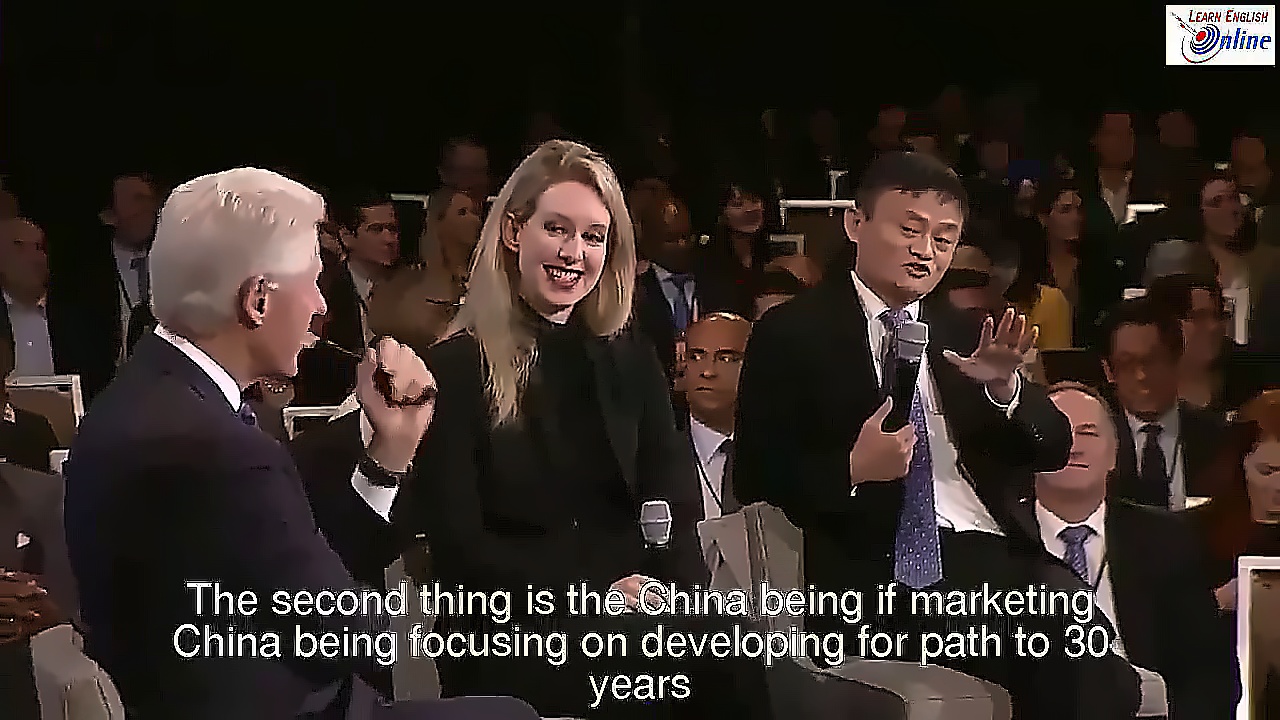 LEARN ENGLISH
Online
The second thing is the China being if marketing
China being focusing on developing for path to 30
years